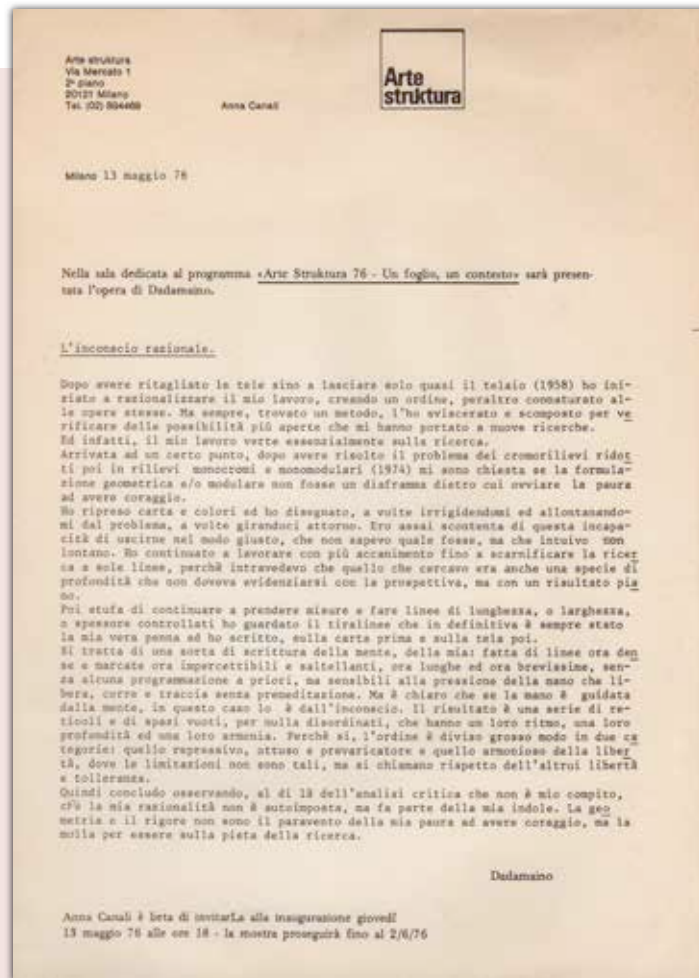 Arte struktura
Via Mercato 1
2° piano
20121 Milano
Tel. (02)
Anna Canali
Arte
struktura
Milano 13 maggio 76
Nella sala dedicata al programma «Arte Struktura 76 - Un foglio, un contesto» sarà presen-
tata l'opera di Dadamaino.
L'inconscio razionale.
Dopo avere ritagliato le tele sino a lasciare solo quasi il telaio (1958) ho ini-
ziato a razionalizzare il mio lavoro, creando un ordine, peraltro connaturato al-
le opere stesse. Ma sempre, trovato un metodo, l'ho sviscerato e scomposto per ve
rificare delle possibilità più aperte che mi hanno portato a nuove ricerche.
Ed infatti, il mio lavoro verte essenzialmente sulla ricerca.
Arrivata ad un certo punto, dopo avere risolto il problema dei cromorilievi ridot
ti poi in rilievi monocromi e monomodulari (1974) mi sono chiesta se la formula-
zione geometrica e/o modulare non fosse un diaframma dietro cui ovviare la paura
ad avere coraggio.
Ho ripreso carta e colori ed ho disegnato, a volte irrigidendomi ed allontanando-
mi dal problema, a volte giranduci attorno. Ero assai scontenta di questa incapa-
cità di uscirne nel modo giusto, che non sapevo quale fosse, ma che intuivo non
lontano. Ho continuato a lavorare con più accanimento fino a scarnificare la ricer
ca a sole linee, perchè intravedevo che quello che cercavo era anche una specie di
profondità che non doveva evidenziarsi con la prospettiva, ma con un risultato pia
no.
Poi stufa di continuare a prendere misure e fare linee di lunghezza, o larghezza,
o spessore controllati ho guardato il tiralinee che in definitiva è sempre stato
la mia vera penna ed ho scritto, sulla carta prima e sulla tela poi.
Si tratta di una sorta di scrittura della mente, della mia: fatta di linee ora den
se e marcate ora impercettibili e saltellanti, ora lunghe ed ora brevissime, sen-
za alcuna programmazione a priori, ma sensibili alla pressione della mano che li-
bera, corre e traccia senza premeditazione. Ma è chiaro che se la mano è guidata
dalla mente, in questo caso lo è dall'inconscio. Il risultato è una serie di re-
ticoli e di spazi vuoti, per nulla disordinati, che hanno un loro ritmo, una loro
profondità ed una loro armonia. Perchè sì, l'ordine è diviso grosso modo in due ca
tegorie: quello repressivo, ottuso e prevaricatore e quello armonioso della liber
tà, dove le limitazioni non sono tali, ma si chiamano rispetto dell'altrui libertà
e tolleranza.
Quindi concludo osservando, al di là dell'analisi critica che non è mio compito,
che la mia razionalità non è autoimposta, ma fa parte della mia indole. La geo
metria e il rigore non sono il paravento della mia paura ad avere coraggio, ma la
molla per essere sulla pista della ricerca.
Dadamaino
Anna Canali è lieta di invitarLa alla inaugurazione giovedì
13 maggio 76 alle ore 18 - la mostra proseguirà fino al 2/6/76